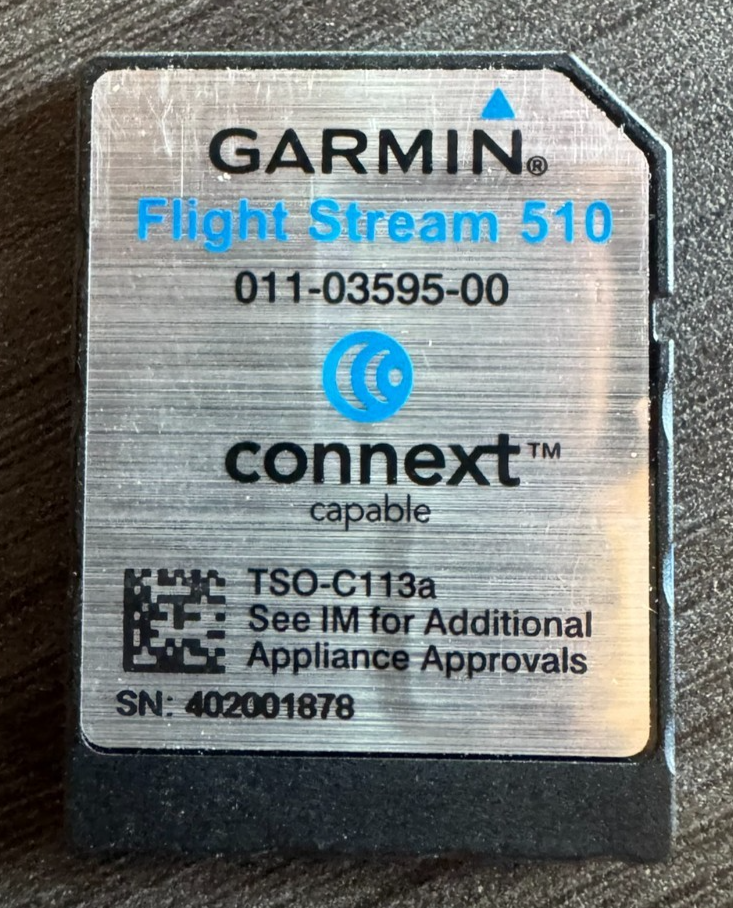 GARMIN®
Flight Stream 510
011-03595-00
connext™
capable
TSO-C113a
See IM for Additional
Appliance Approvals
SN: 402001878